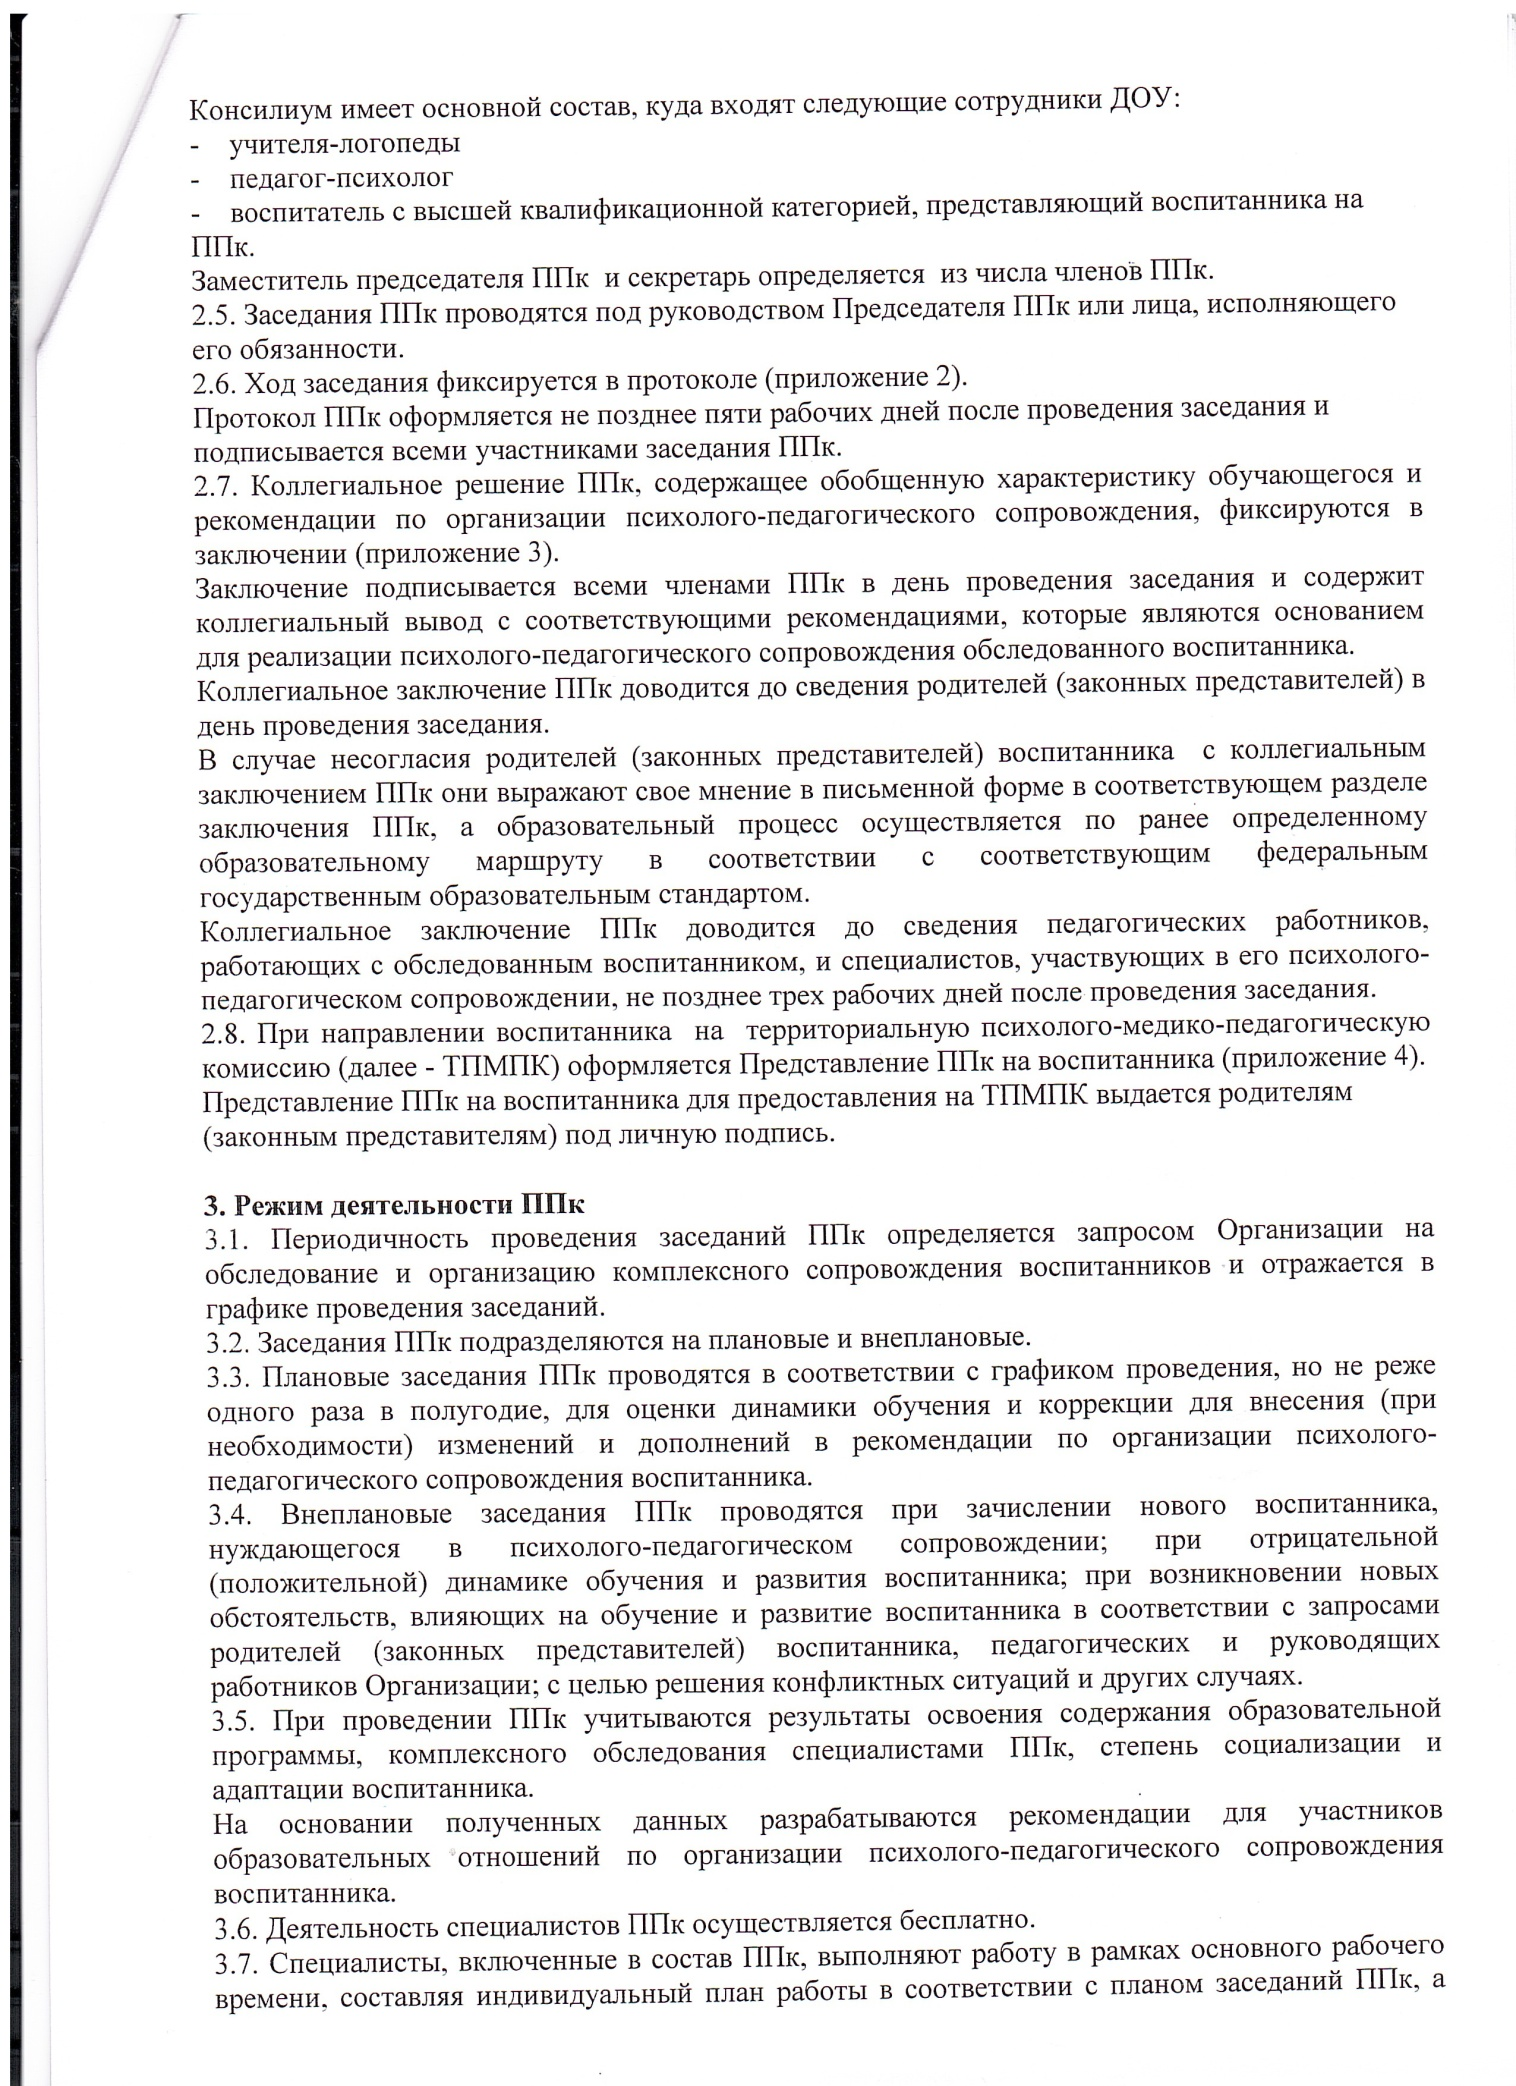 Консилиум имеет основной состав, куда входят следующие сотрудники ДОУ:
- учителя-логопеды
- педагог-психолог
- воспитатель с высшей квалификационной категорией, представляющий воспитанника на
ППк.
Заместитель председателя ППк и секретарь определяется из числа членов ППк.
2.5. Заседания ППк проводятся под руководством Председателя ППк или лица, исполняющего
его обязанности.
2.6. Ход заседания фиксируется в протоколе (приложение 2).
Протокол ППк оформляется не позднее пяти рабочих дней после проведения заседания и
подписывается всеми участниками заседания ППк.
2.7. Коллегиальное решение ППк, содержащее обобщенную характеристику обучающегося и
рекомендации по организации психолого-педагогического сопровождения, фиксируются в
заключении (приложение 3).
Заключение подписывается всеми членами ППк в день проведения заседания и содержит
коллегиальный вывод с соответствующими рекомендациями, которые являются основанием
для реализации психолого-педагогического сопровождения обследованного воспитанника.
Коллегиальное заключение ППк доводится до сведения родителей (законных представителей) в
день проведения заседания.
В случае несогласия родителей (законных представителей) воспитанника с коллегиальным
заключением ППк они выражают свое мнение в письменной форме в соответствующем разделе
заключения ППк, а образовательный процесс осуществляется по ранее определенному
образовательному маршруту в соответствии с соответствующим федеральным
государственным образовательным стандартом.
Коллегиальное заключение ППк доводится до сведения педагогических работников,
работающих с обследованным воспитанником, и специалистов, участвующих в его психолого-
педагогическом сопровождении, не позднее трех рабочих дней после проведения заседания.
2.8. При направлении воспитанника на территориальную психолого-медико-педагогическую
комиссию (далее - ТПМПК) оформляется Представление ППк на воспитанника (приложение 4).
Представление ППк на воспитанника для предоставления на ТПМПК выдается родителям
(законным представителям) под личную подпись.
3. Режим деятельности ППк
3.1. Периодичность проведения заседаний ППк определяется запросом Организации на
обследование и организацию комплексного сопровождения воспитанников и отражается в
графике проведения заседаний.
3.2. Заседания ППк подразделяются на плановые и внеплановые.
3.3. Плановые заседания ППк проводятся в соответствии с графиком проведения, но не реже
одного раза в полугодие, для оценки динамики обучения и коррекции для внесения (при
необходимости) изменений и дополнений в рекомендации по организации психолого-
педагогического сопровождения воспитанника.
3.4. Внеплановые заседания ППк проводятся при зачислении нового воспитанника,
нуждающегося в психолого-педагогическом сопровождении; при отрицательной
(положительной) динамике обучения и развития воспитанника; при возникновении новых
обстоятельств, влияющих на обучение и развитие воспитанника в соответствии с запросами
родителей (законных представителей) воспитанника, педагогических и руководящих
работников Организации; с целью решения конфликтных ситуаций и других случаях.
3.5. При проведении ППк учитываются результаты освоения содержания образовательной
программы, комплексного обследования специалистами ППк, степень социализации и
адаптации воспитанника.
На основании полученных данных разрабатываются рекомендации для участников
образовательных отношений по организации психолого-педагогического сопровождения
воспитанника.
3.6. Деятельность специалистов ППк осуществляется бесплатно.
3.7. Специалисты, включенные в состав ППк, выполняют работу в рамках основного рабочего
времени, составляя индивидуальный план работы в соответствии с планом заседаний ППк, а